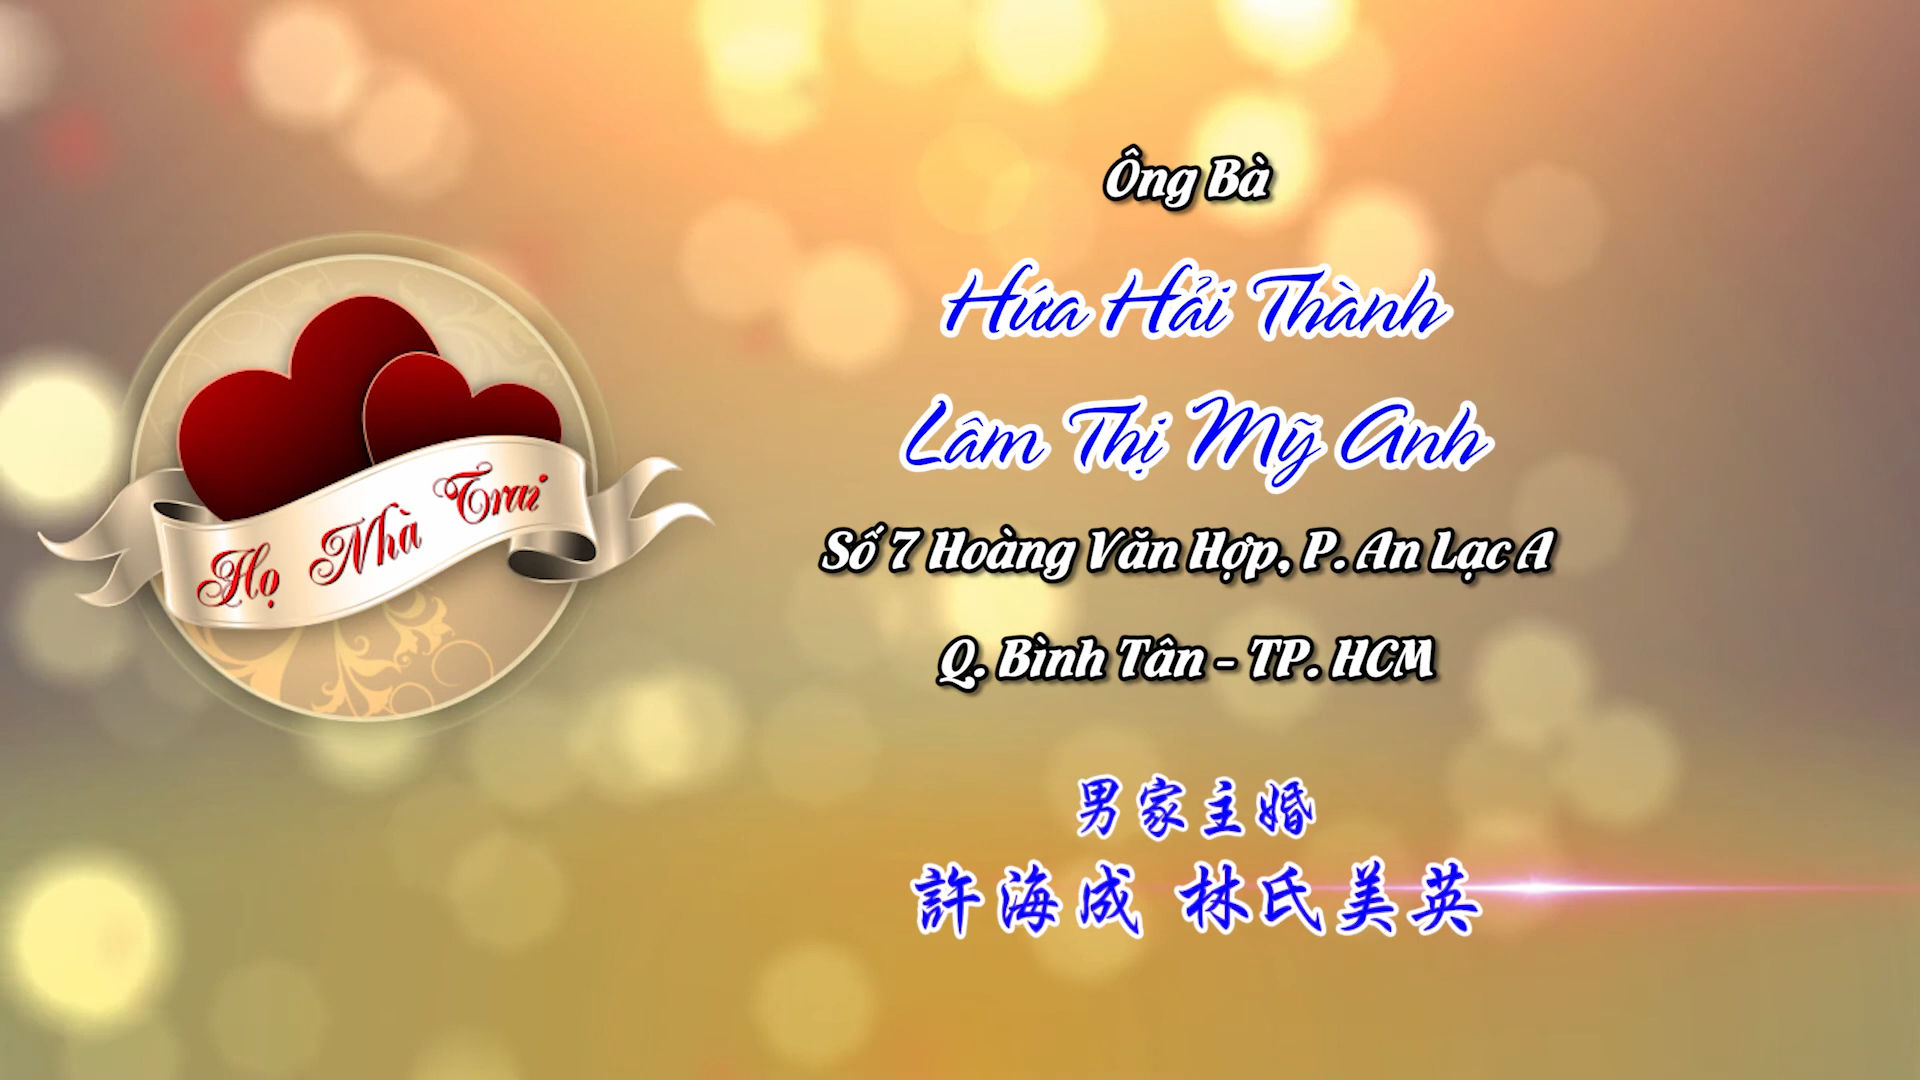 Họ Nhà Trai
Ông Bà
Hứa Hải Thành
Lâm Thị Mỹ Anh
Số 7 Hoàng Văn Hợp, P. An Lạc A
Q. Bình Tân - TP. HCM
男家主婚
許海成 林氏美英